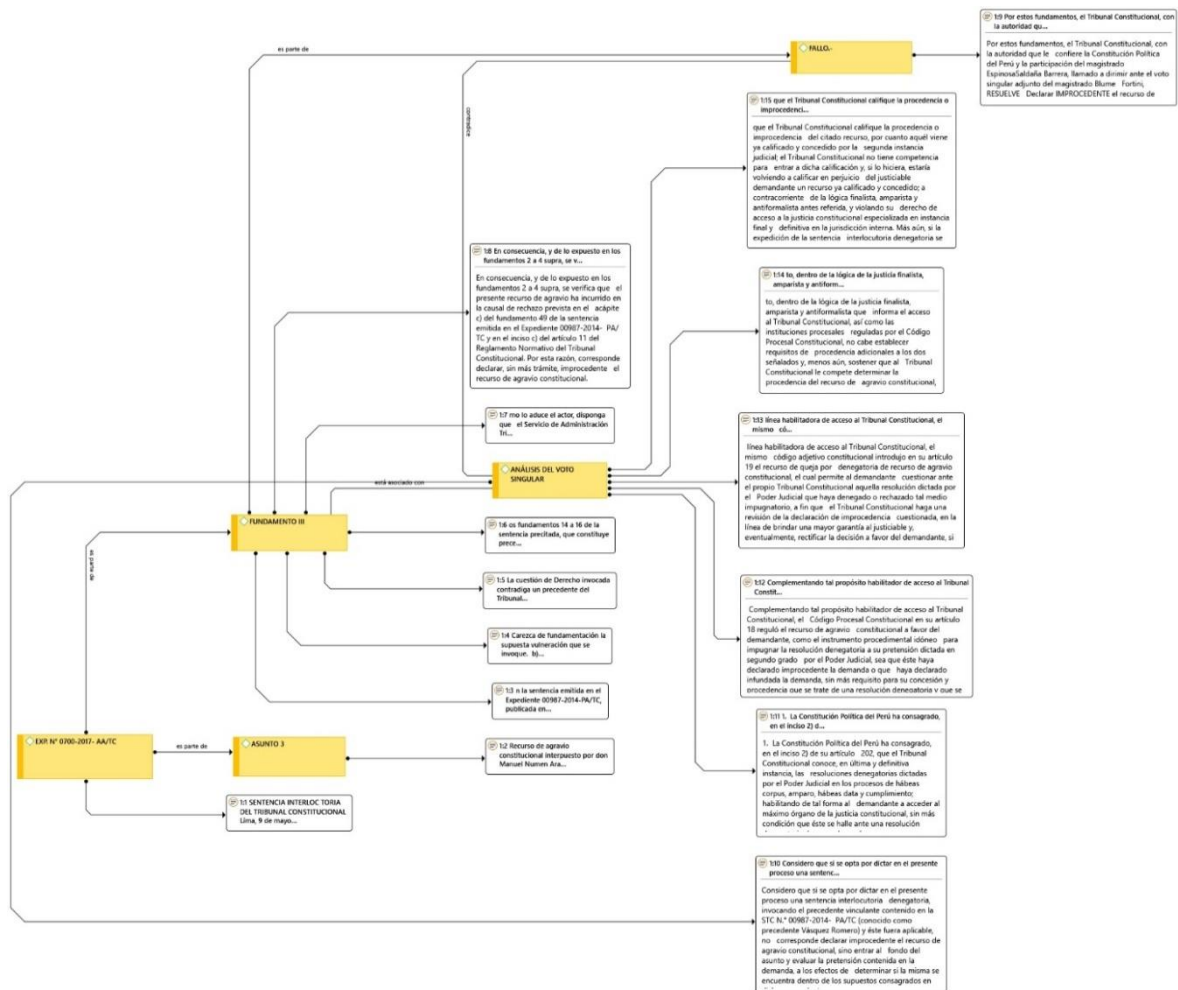 es parte de
FALLO.-
1:9 Por estos fundamentos, el Tribunal Constitucional, con
la autoridad qu...
Por estos fundamentos, el Tribunal Constitucional, con
la autoridad que le confiere la Constitución Política
del Perú y la participación del magistrado
EspinosaSaldaña Barrera, llamado a dirimir ante el voto
singular adjunto del magistrado Blume Fortini,
RESUELVE Declarar IMPROCEDENTE el recurso de
contradice
1:15 que el Tribunal Constitucional califique la procedencia o
improcedenci...
que el Tribunal Constitucional califique la procedencia o
improcedencia del citado recurso, por cuanto aquél viene
ya calificado y concedido por la segunda instancia
judicial; el Tribunal Constitucional no tiene competencia
para entrar a dicha calificación y, si lo hiciera, estaría
volviendo a calificar en perjuicio del justiciable
demandante un recurso ya calificado y concedido; a
contracorriente de la lógica finalista, amparista y
antiformalista antes referida, y violando su derecho de
acceso a la justicia constitucional especializada en instancia
final y definitiva en la jurisdicción interna. Más aún, si la
expedición de la sentencia interlocutoria denegatoria se
1:8 En consecuencia, y de lo expuesto en los
fundamentos 2 a 4 supra, se v...
En consecuencia, y de lo expuesto en los
fundamentos 2 a 4 supra, se verifica que el
presente recurso de agravio ha incurrido en
la causal de rechazo prevista en el acápite
c) del fundamento 49 de la sentencia
emitida en el Expediente 00987-2014- PA/
TC y en el inciso c) del artículo 11 del
Reglamento Normativo del Tribunal
Constitucional. Por esta razón, corresponde
declarar, sin más trámite, improcedente el
recurso de agravio constitucional.
1:14 to, dentro de la lógica de la justicia finalista,
amparista y antiform...
to, dentro de la lógica de la justicia finalista,
amparista y antiformalista que informa el acceso
al Tribunal Constitucional, así como las
instituciones procesales reguladas por el Código
Procesal Constitucional, no cabe establecer
requisitos de procedencia adicionales a los dos
señalados y, menos aún, sostener que al Tribunal
Constitucional le compete determinar la
procedencia del recurso de agravio constitucional,
1:7 mo lo aduce el actor, disponga
que el Servicio de Administración
Tri...
1:13 línea habilitadora de acceso al Tribunal Constitucional, el
mismo có...
línea habilitadora de acceso al Tribunal Constitucional, el
mismo código adjetivo constitucional introdujo en su artículo
19 el recurso de queja por denegatoria de recurso de agravio
constitucional, el cual permite al demandante cuestionar ante
el propio Tribunal Constitucional aquella resolución dictada por
el Poder Judicial que haya denegado o rechazado tal medio
impugnatorio, a fin que el Tribunal Constitucional haga una
revisión de la declaración de improcedencia cuestionada, en la
línea de brindar una mayor garantía al justiciable y,
eventualmente, rectificar la decisión a favor del demandante, si
ANÁLISIS DEL VOTO
SINGULAR
está asociado con
FUNDAMENTO III
1:6 os fundamentos 14 a 16 de la
sentencia precitada, que constituye
prece...
es parte de
1:5 La cuestión de Derecho invocada
contradiga un precedente del
Tribunal...
1:12 Complementando tal propósito habilitador de acceso al Tribunal
Constit...
Complementando tal propósito habilitador de acceso al Tribunal
Constitucional, el Código Procesal Constitucional en su artículo
18 reguló el recurso de agravio constitucional a favor del
demandante, como el instrumento procedimental idóneo para
impugnar la resolución denegatoria a su pretensión dictada en
segundo grado por el Poder Judicial, sea que éste haya
declarado improcedente la demanda o que haya declarado
infundada la demanda, sin más requisito para su concesión y
procedencia que se trate de una resolución denegatoria y que se
1:4 Carezca de fundamentación la
supuesta vulneración que se
invoque. b)...
1:3 n la sentencia emitida en el
Expediente 00987-2014-PA/TC,
publicada en...
EXP. N° 0700-2017- AA/TC
es parte de
ASUNTO 3
1:2 Recurso de agravio
constitucional interpuesto por don
Manuel Numen Ara...
1:11 1. La Constitución Política del Perú ha consagrado,
en el inciso 2) d...
1. La Constitución Política del Perú ha consagrado,
en el inciso 2) de su artículo 202, que el Tribunal
Constitucional conoce, en última y definitiva
instancia, las resoluciones denegatorias dictadas
por el Poder Judicial en los procesos de hábeas
corpus, amparo, hábeas data y cumplimiento;
habilitando de tal forma al demandante a acceder al
máximo órgano de la justicia constitucional, sin más
condición que éste se halle ante una resolución
1:1 SENTENCIA INTERLOC TORIA
DEL TRIBUNAL CONSTITUCIONAL
Lima, 9 de mayo...
1:10 Considero que si se opta por dictar en el presente
proceso una sentenc...
Considero que si se opta por dictar en el presente
proceso una sentencia interlocutoria denegatoria,
invocando el precedente vinculante contenido en la
STC N.° 00987-2014- PA/TC (conocido como
precedente Vásquez Romero) y éste fuera aplicable,
no corresponde declarar improcedente el recurso de
agravio constitucional, sino entrar al fondo del
asunto y evaluar la pretensión contenida en la
demanda, a los efectos de determinar si la misma se
encuentra dentro de los supuestos consagrados en